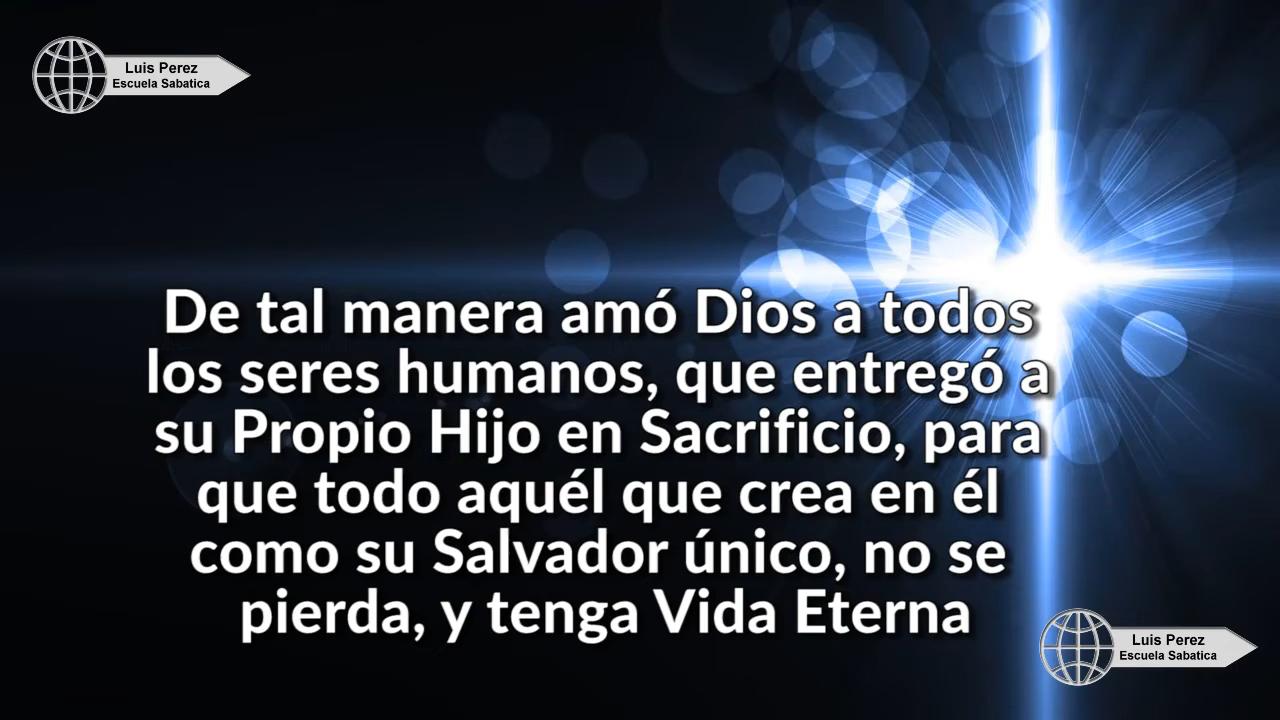 Luis Perez
Escuela Sabatica
De tal manera amó Dios a todos
los seres humanos, que entregó a
su Propio Hijo en Sacrificio, para
que todo aquél que crea en él
como su Salvador único, no se
pierda, y tenga Vida Eterna
Luis Perez
Escuela Sabatica